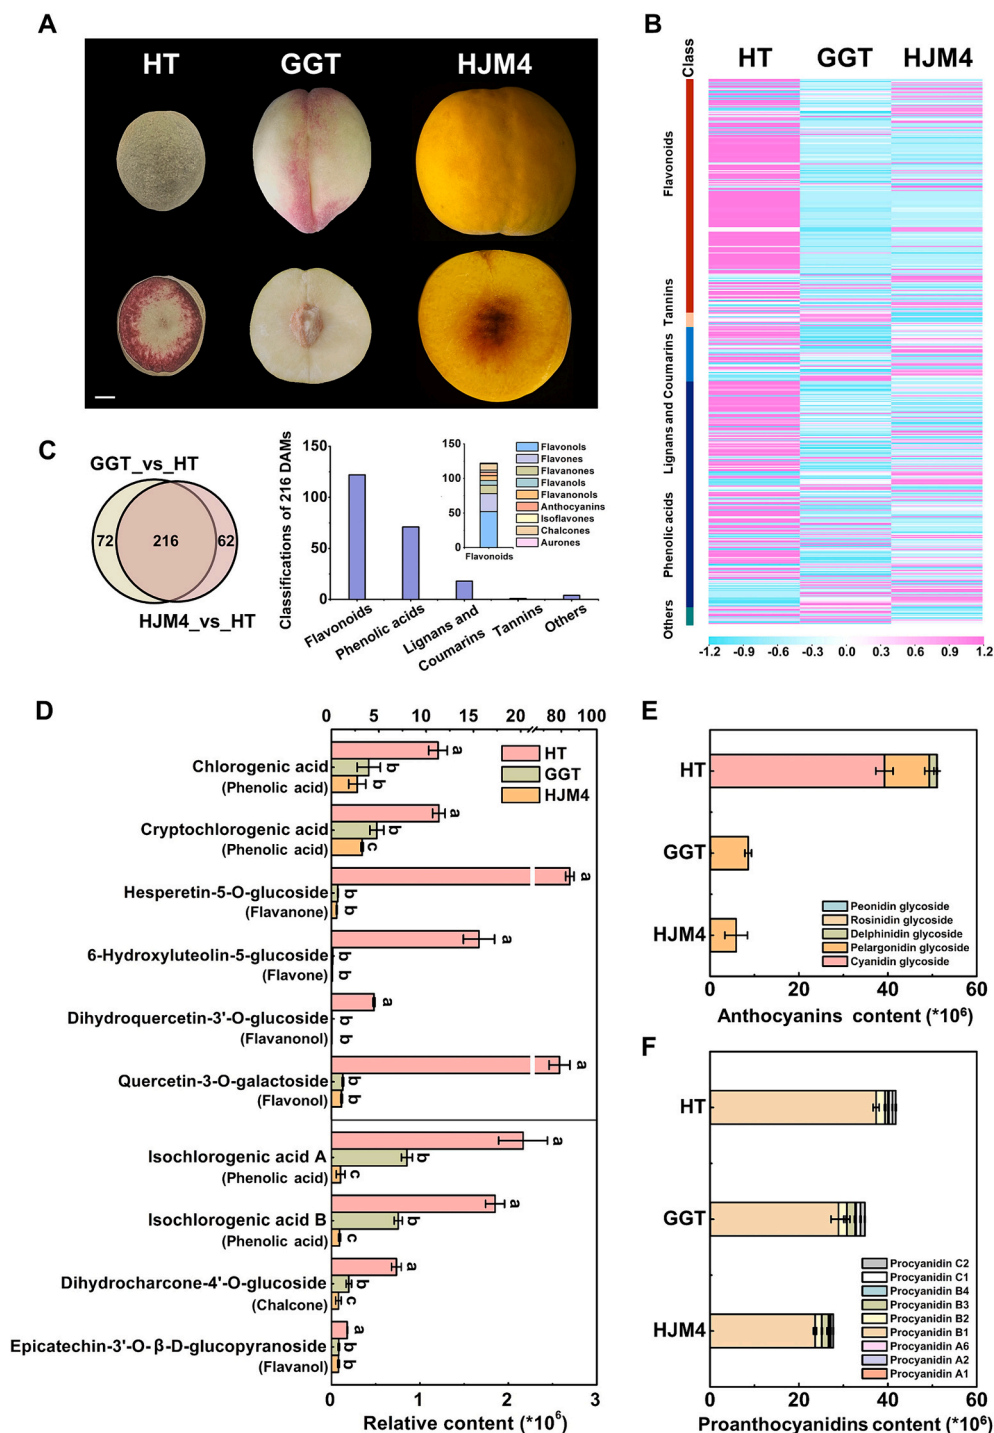 A
HT GGT HJM4
B
Class
HT GGT HJM4
Flavonoids
Tannins
Lignans and Coumarins
Phenolic acids
Others
-1.2 -0.9 -0.6 -0.3 0.0 0.3 0.6 0.9 1.2
C
GGT_vs_HT
72 216 62
HJM4_vs_HT
Classifications of 216 DAMs
150
100
50
0
Flavonoids
Phenolic acids
Lignans and
Coumarins
Tannins
Others
150
100
50
0
Flavonoids
Flavonols
Flavones
Flavanones
Flavanols
Flavanonols
Anthocyanins
Isoflavones
Chalcones
Aurones
D
0 5 10 15 20 80 100
HT
GGT
HJM4
Chlorogenic acid
(Phenolic acid)
a
b
b
Cryptochlorogenic acid
(Phenolic acid)
a
b
c
Hesperetin-5-O-glucoside
(Flavanone)
a
b
b
6-Hydroxyluteolin-5-glucoside
(Flavone)
a
b
b
Dihydroquercetin-3'-O-glucoside
(Flavanonol)
a
b
b
Quercetin-3-O-galactoside
(Flavonol)
a
b
b
Isochlorogenic acid A
(Phenolic acid)
a
b
c
Isochlorogenic acid B
(Phenolic acid)
a
b
c
Dihydrocharcone-4'-O-glucoside
(Chalcone)
a
b
c
Epicatechin-3'-O-β-D-glucopyranoside
(Flavanol)
a
b
b
0 1 2 3
Relative content (*10⁶)
E
HT
GGT
HJM4
Peonidin glycoside
Rosinidin glycoside
Delphinidin glycoside
Pelargonidin glycoside
Cyanidin glycoside
0 20 40 60
Anthocyanins content (*10⁶)
F
HT
GGT
HJM4
Procyanidin C2
Procyanidin C1
Procyanidin B4
Procyanidin B3
Procyanidin B2
Procyanidin B1
Procyanidin A6
Procyanidin A2
Procyanidin A1
0 20 40 60
Proanthocyanidins content (*10⁶)